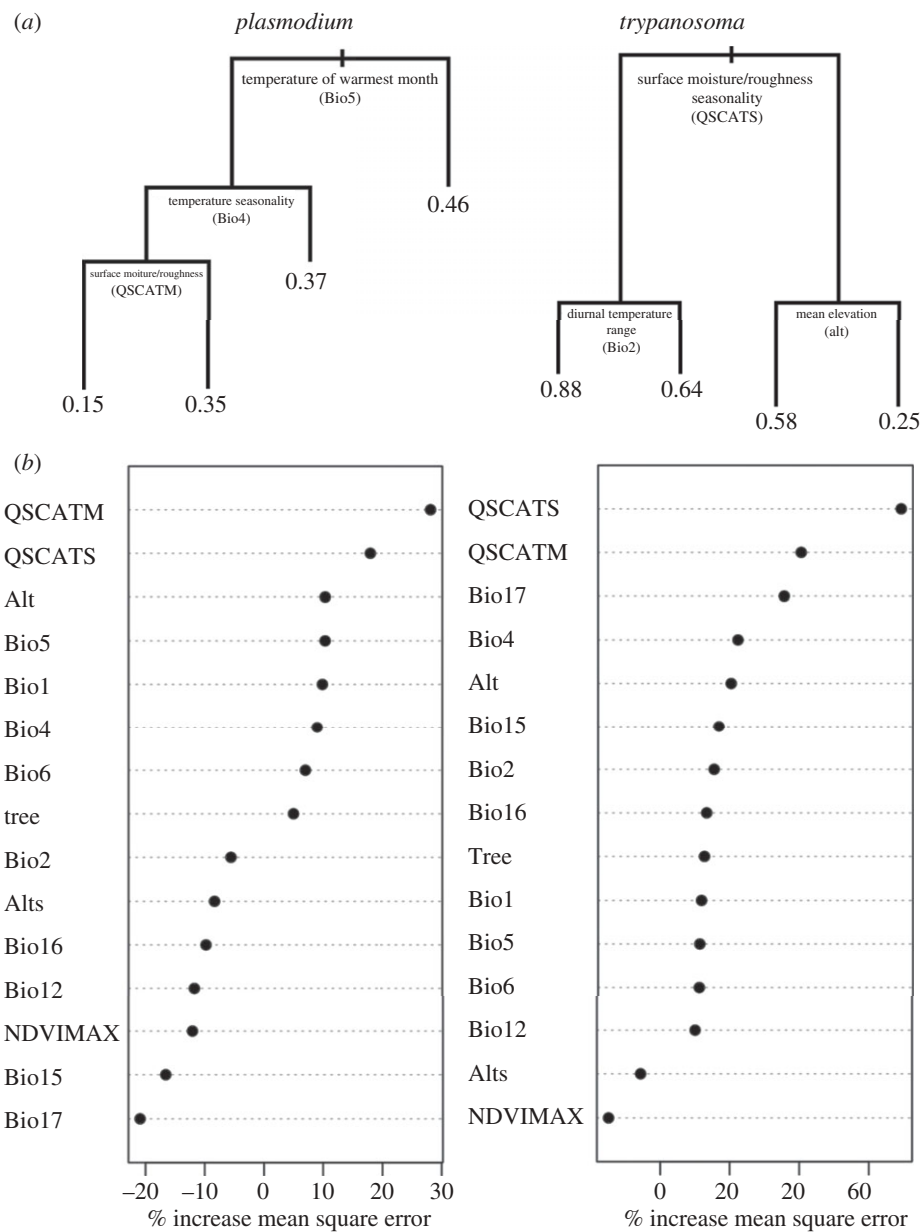 (a)
plasmodium
temperature of warmest month
(Bio5)
temperature seasonality
(Bio4)
surface moiture/roughness
(QSCATM)
0.46
0.37
0.15
0.35
trypanosoma
surface moisture/roughness
seasonality
(QSCATS)
diurnal temperature
range
(Bio2)
mean elevation
(alt)
0.88
0.64
0.58
0.25
(b)
QSCATM
QSCATS
Alt
Bio5
Bio1
Bio4
Bio6
tree
Bio2
Alts
Bio16
Bio12
NDVIMAX
Bio15
Bio17
−20 −10 0 10 20 30
% increase mean square error
QSCATS
QSCATM
Bio17
Bio4
Alt
Bio15
Bio2
Bio16
Tree
Bio1
Bio5
Bio6
Bio12
Alts
NDVIMAX
0 20 20 60
% increase mean square error